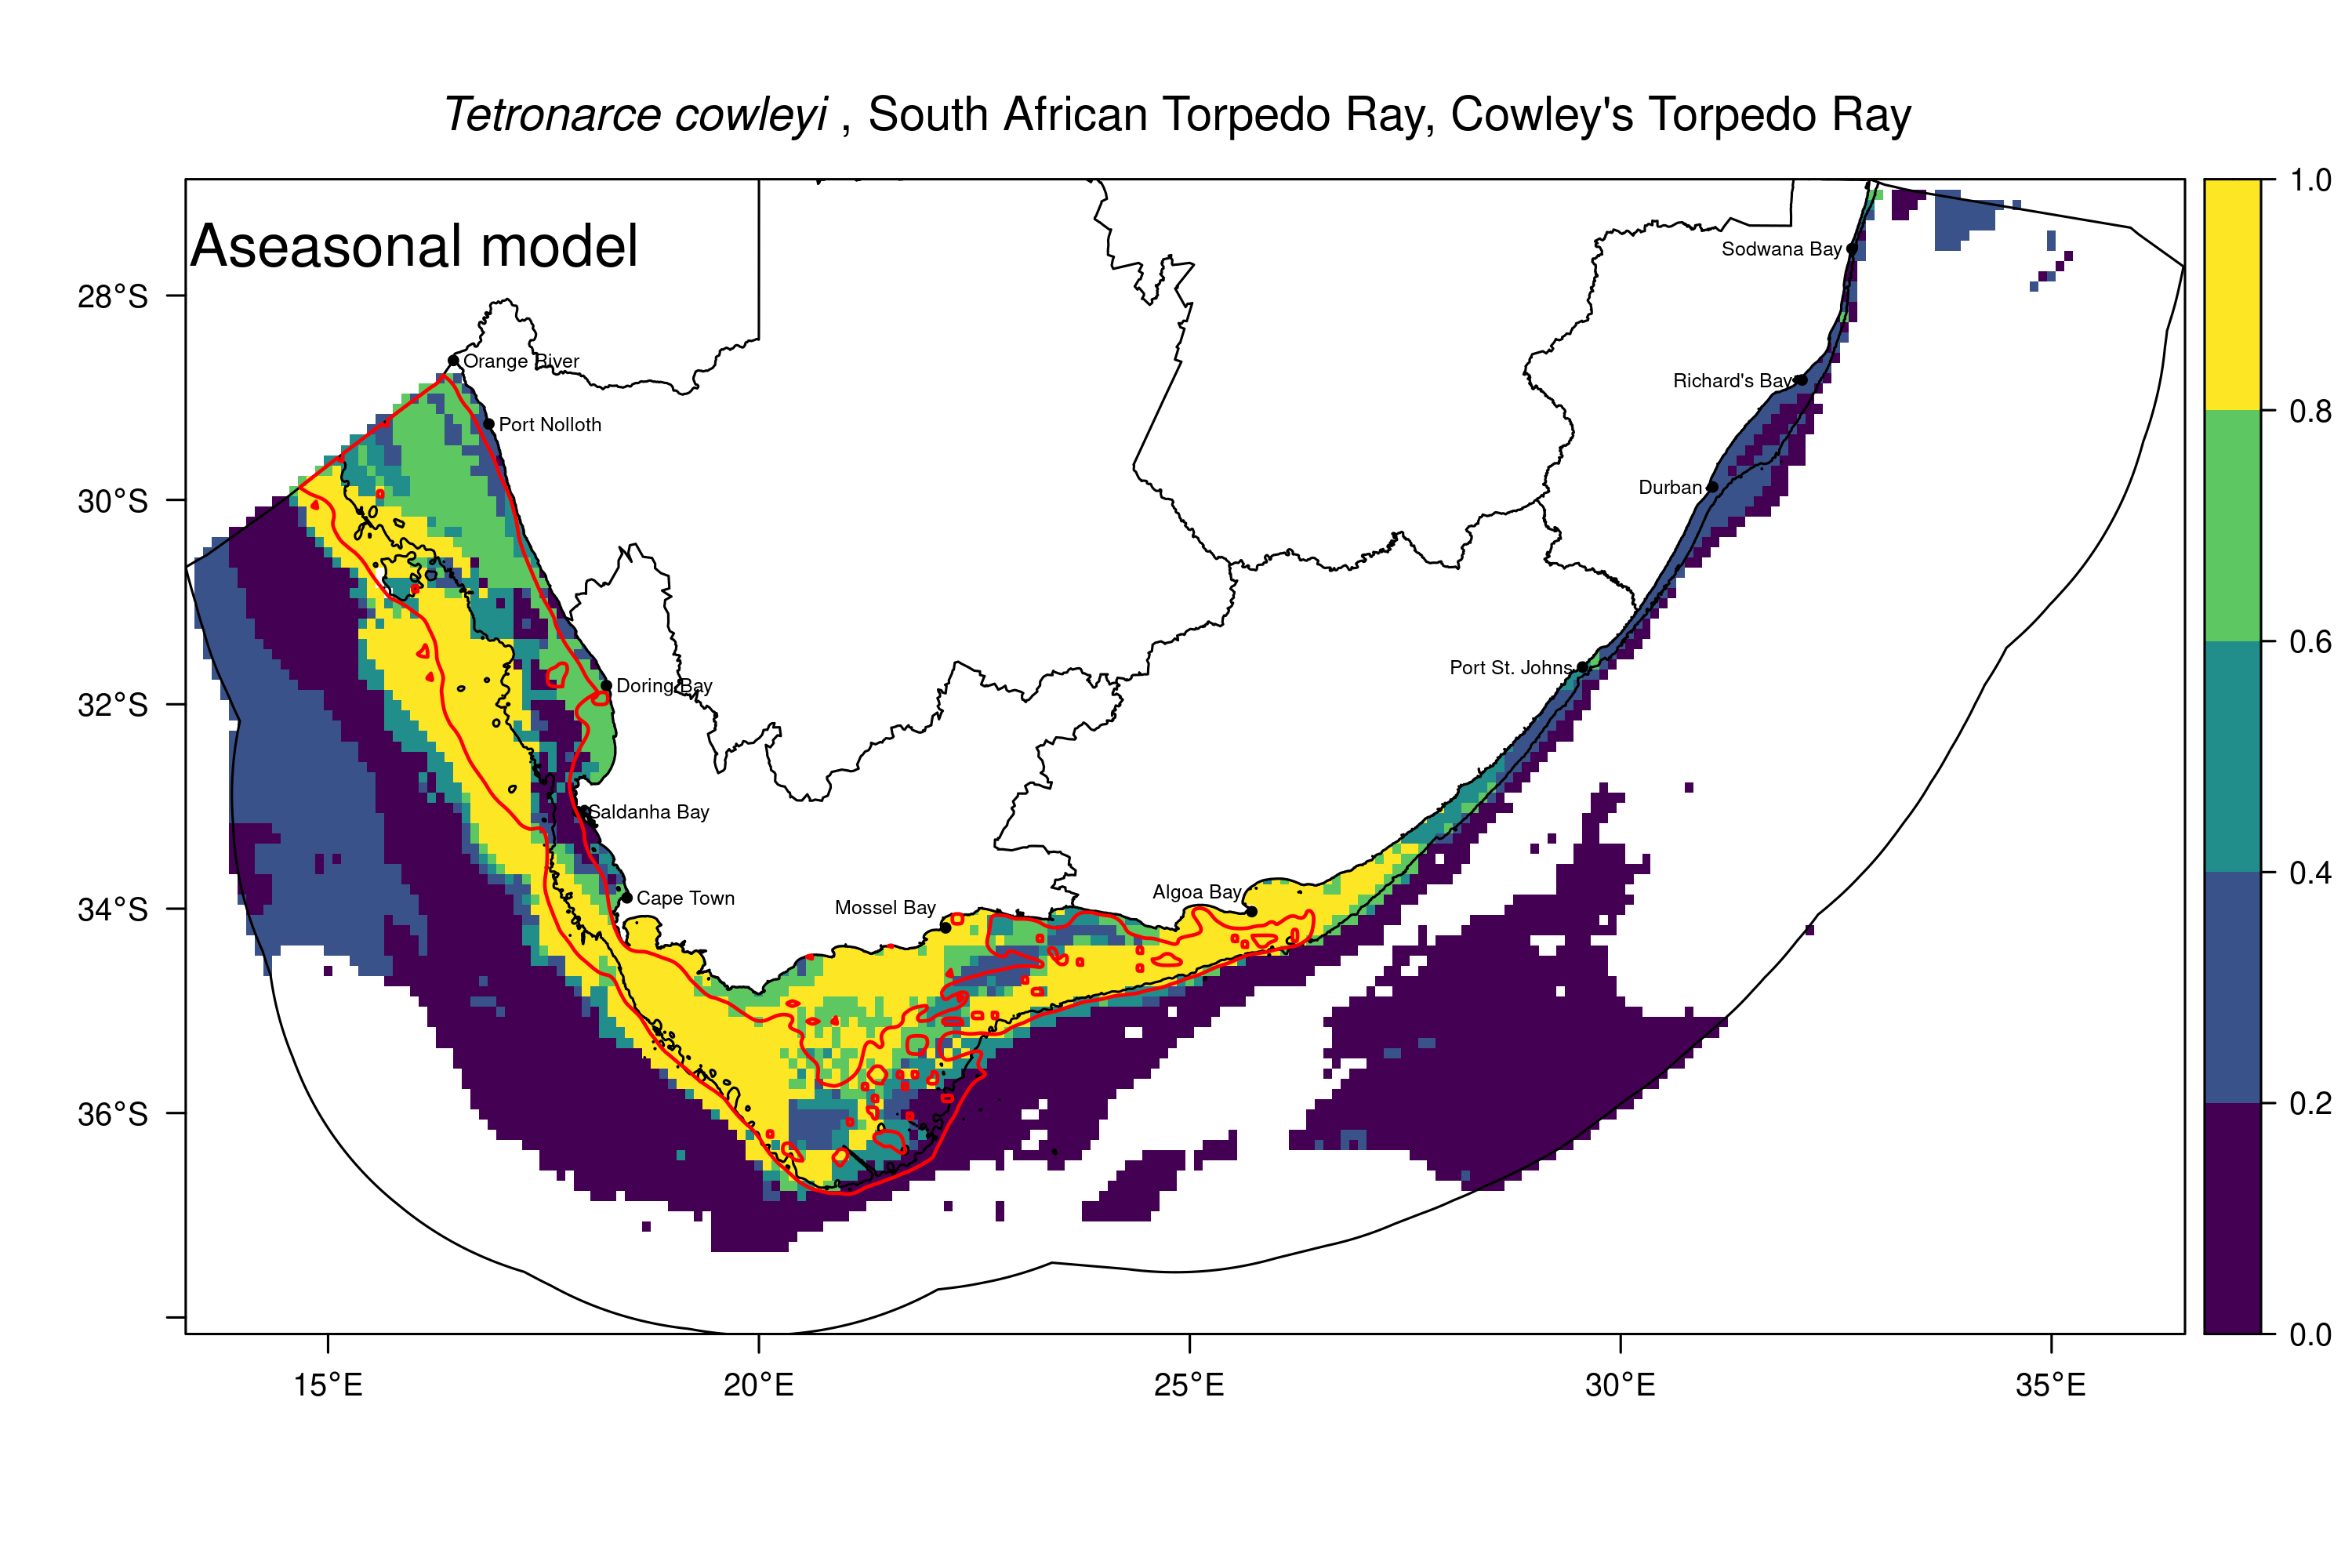 Tetronarce cowleyi , South African Torpedo Ray, Cowley's Torpedo Ray
Aseasonal model
Sodwana Bay
Orange River
Richard's Bay
Port Nolloth
Durban
Port St. Johns
Doring Bay
Saldanha Bay
Algoa Bay
Cape Town
Mossel Bay
28°S
30°S
32°S
34°S
36°S
15°E
20°E
25°E
30°E
35°E
1.0
0.8
0.6
0.4
0.2
0.0